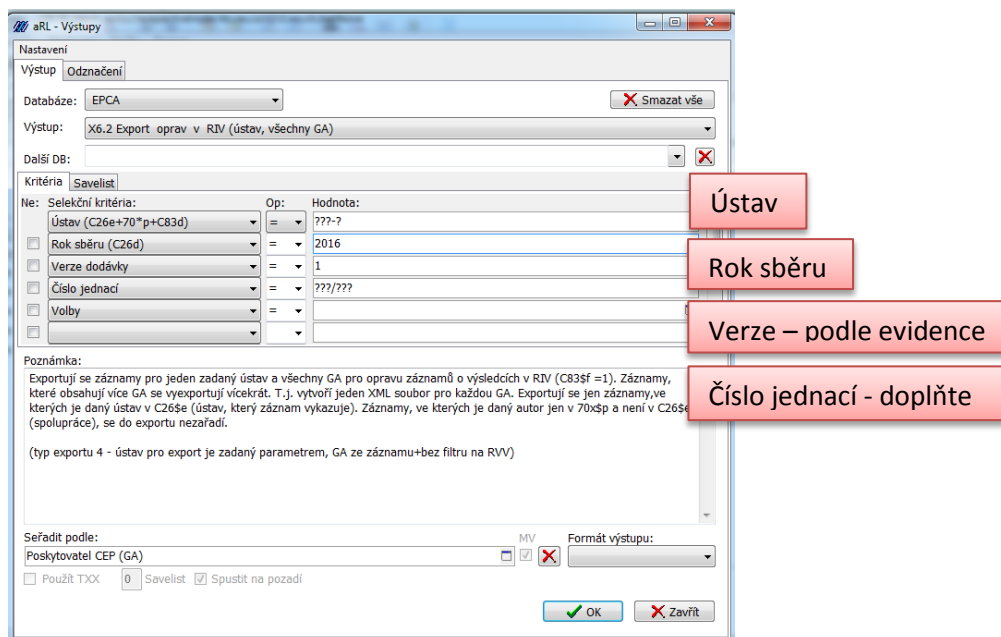 aRL - Výstupy
Nastavení
Výstup Odznačení
Databáze: EPCA Smazat vše
Výstup: X6.2 Export oprav v RIV (ústav, všechny GA)
Další DB:
Kritéria Savelist
Ne: Selekční kritéria: Op: Hodnota:
Ústav (C26e+70*p+C83d) = ???-?
Rok sběru (C26d) = 2016
Verze dodávky = 1
Číslo jednací = ???/???
Volby =
Ústav
Rok sběru
Verze – podle evidence
Číslo jednací - doplňte
Poznámka:
Exportují se záznamy pro jeden zadaný ústav a všechny GA pro opravu záznamů o výsledcích v RIV (C83$f =1). Záznamy,
které obsahují více GA se vyexportují vícekrát. T.j. vytvoří jeden XML soubor pro každou GA. Exportují se jen záznamy,ve
kterých je daný ústav v C26$e (ústav, který záznam vykazuje). Záznamy, ve kterých je daný autor jen v 70x$p a není v C26$e
(spolupráce), se do exportu nezařadí.
(typ exportu 4 - ústav pro export je zadaný parametrem, GA ze záznamu+bez filtru na RVV)
Seřadit podle: MV Formát výstupu:
Poskytovatel CEP (GA)
Použít TXX 0 Savelist Spustit na pozadí
OK Zavřít